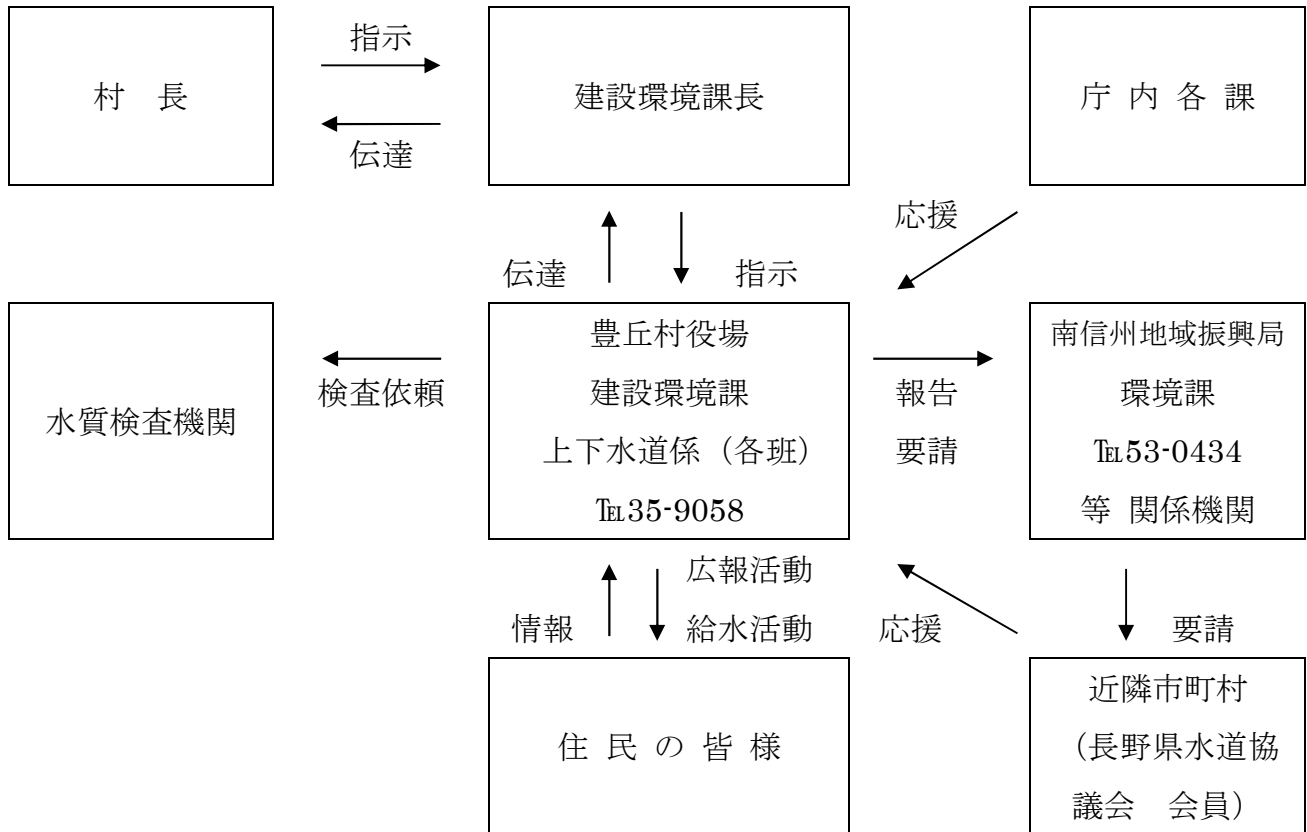 指示
村　長
建設環境課長
庁 内 各 課
伝達
応援
伝達
指示
水質検査機関
検査依頼
豊丘村役場
建設環境課
上下水道係（各班）
℡35-9058
報告
要請
南信州地域振興局
環境課
℡53-0434
等 関係機関
情報
広報活動
給水活動
応援
要請
住 民 の 皆 様
近隣市町村
（長野県水道協
議会　会員）